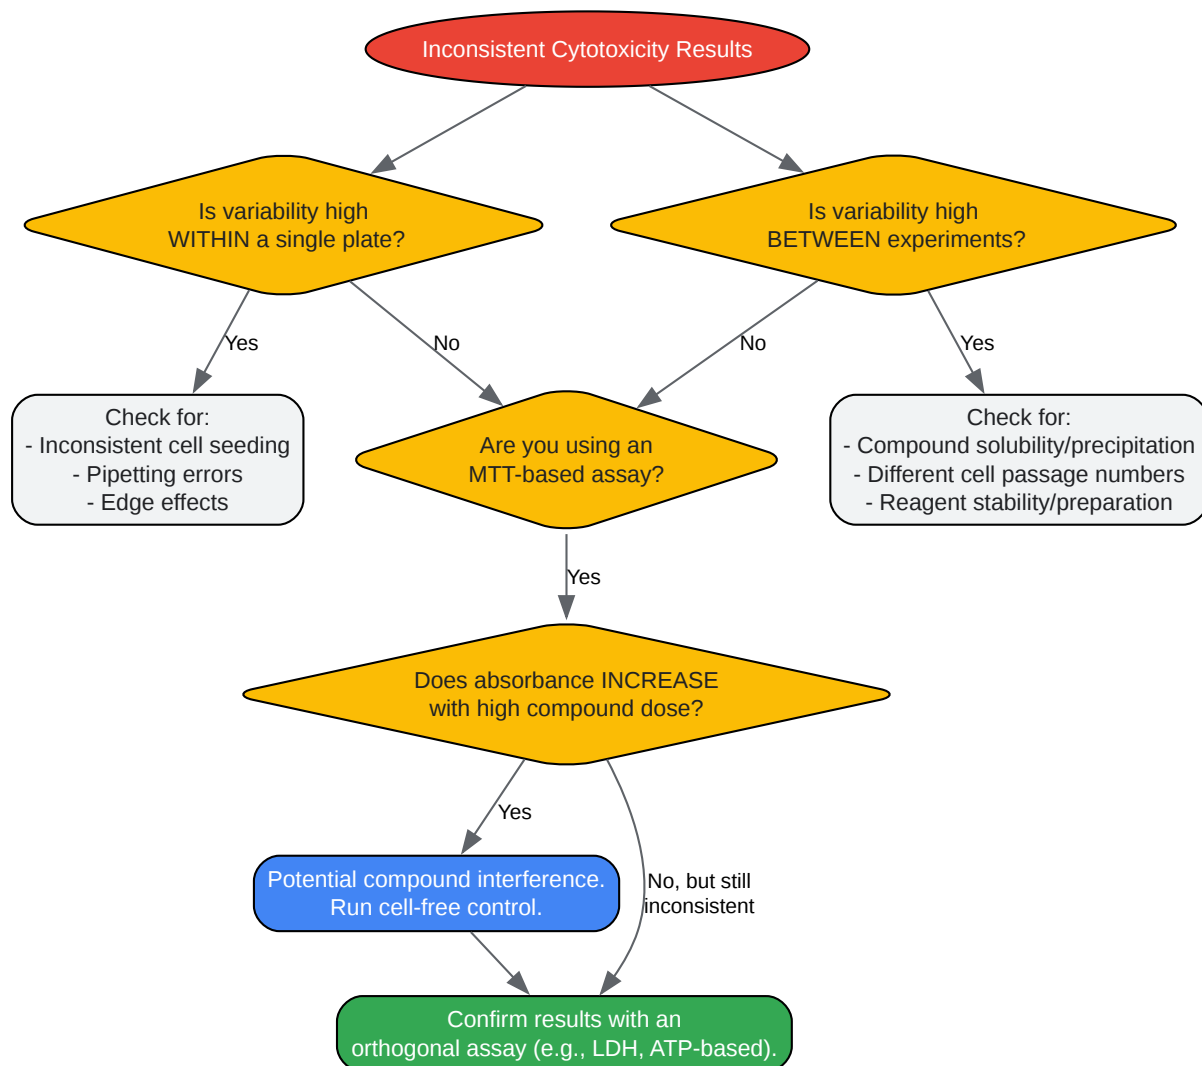 Inconsistent Cytotoxicity Results
Is variability high
WITHIN a single plate?
Is variability high
BETWEEN experiments?
Yes
No
No
Yes
Check for:
- Inconsistent cell seeding
- Pipetting errors
- Edge effects
Are you using an
MTT-based assay?
Check for:
- Compound solubility/precipitation
- Different cell passage numbers
- Reagent stability/preparation
Yes
Does absorbance INCREASE
with high compound dose?
Yes
Potential compound interference.
Run cell-free control.
No, but still
inconsistent
Confirm results with an
orthogonal assay (e.g., LDH, ATP-based).